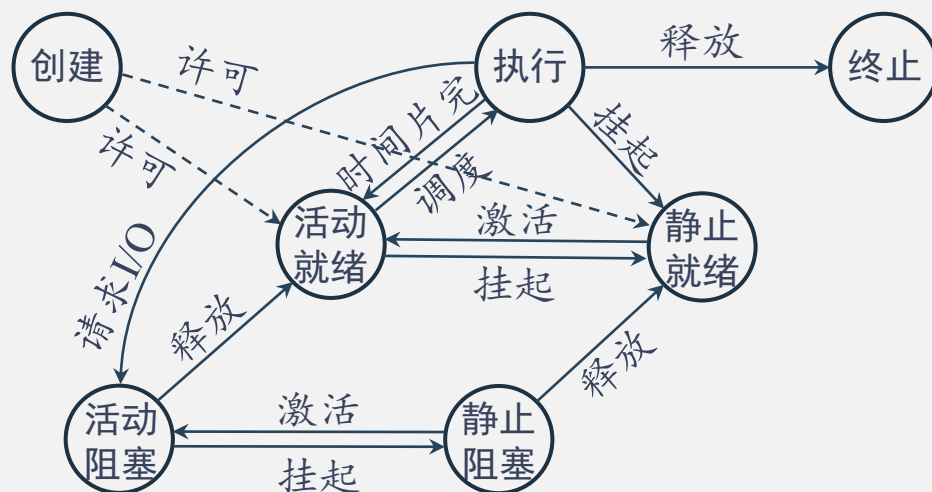 创建
许可
许可
执行
释放
终止
时间片完
调度
挂起
请求I/O
活动
就绪
激活
挂起
静止
就绪
释放
释放
活动
阻塞
激活
挂起
静止
阻塞